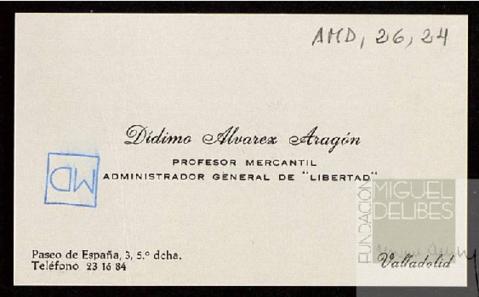 AMD, 26, 24
Dídimo Alvarez Aragón
PROFESOR MERCANTIL
ADMINISTRADOR GENERAL DE "LIBERTAD"
MD
Paseo de España, 3, 5.º dcha.
Teléfono 23 16 84
Valladolid
FUNDACIÓN
MIGUEL
DELIBES